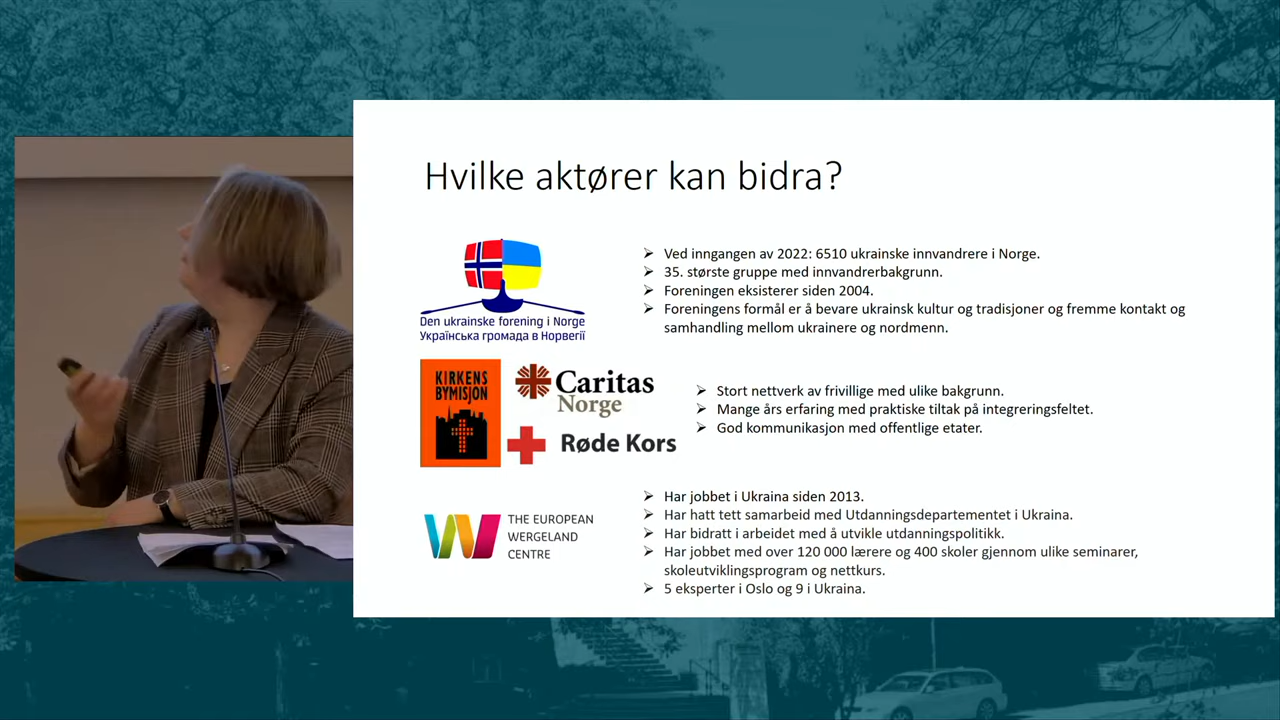 Hvilke aktører kan bidra?
Den ukrainske forening i Norge
Українська громада в Норвегії
Ved inngangen av 2022: 6510 ukrainske innvandrere i Norge.
35. største gruppe med innvandrerbakgrunn.
Foreningen eksisterer siden 2004.
Foreningens formål er å bevare ukrainsk kultur og tradisjoner og fremme kontakt og
samhandling mellom ukrainere og nordmenn.
KIRKENS
BYMISJON
Caritas
Norge
Røde Kors
Stort nettverk av frivillige med ulike bakgrunn.
Mange års erfaring med praktiske tiltak på integreringsfeltet.
God kommunikasjon med offentlige etater.
THE EUROPEAN
WERGELAND
CENTRE
Har jobbet i Ukraina siden 2013.
Har hatt tett samarbeid med Utdanningsdepartementet i Ukraina.
Har bidratt i arbeidet med å utvikle utdanningspolitikk.
Har jobbet med over 120 000 lærere og 400 skoler gjennom ulike seminarer,
skoleutviklingsprogram og nettkurs.
5 eksperter i Oslo og 9 i Ukraina.